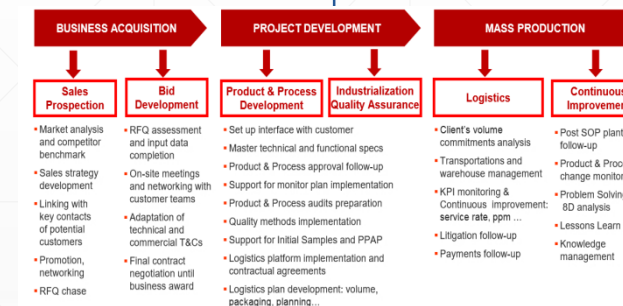 BUSINESS ACQUISITION
PROJECT DEVELOPMENT
MASS PRODUCTION
Sales
Prospection
Bid
Development
Product & Process
Development
Industrialization
Quality Assurance
Logistics
Continuous
Improvemen
▪ Market analysis
and competitor
benchmark
▪ Sales strategy
development
▪ Linking with
key contacts
of potential
customers
▪ Promotion,
networking
▪ RFQ chase
▪ RFQ assessment
and input data
completion
▪ On-site meetings
and networking with
customer teams
▪ Adaptation of
technical and
commercial T&Cs
▪ Final contract
negotiation until
business award
▪ Set up interface with customer
▪ Master technical and functional specs
▪ Product & Process approval follow-up
▪ Support for monitor plan implementation
▪ Product & Process audits preparation
▪ Quality methods implementation
▪ Support for Initial Samples and PPAP
▪ Logistics platform implementation and
contractual agreements
▪ Logistics plan development: volume,
packaging, planning...
▪ Client's volume
commitments analysis
▪ Transportations and
warehouse management
▪ KPI monitoring &
Continuous improvement:
service rate, ppm ...
▪ Litigation follow-up
▪ Payments follow-up
▪ Post SOP plant
follow-up
▪ Product & Proce
change monitor
▪ Problem Solving
8D analysis
▪ Lessons Learn
▪ Knowledge
management